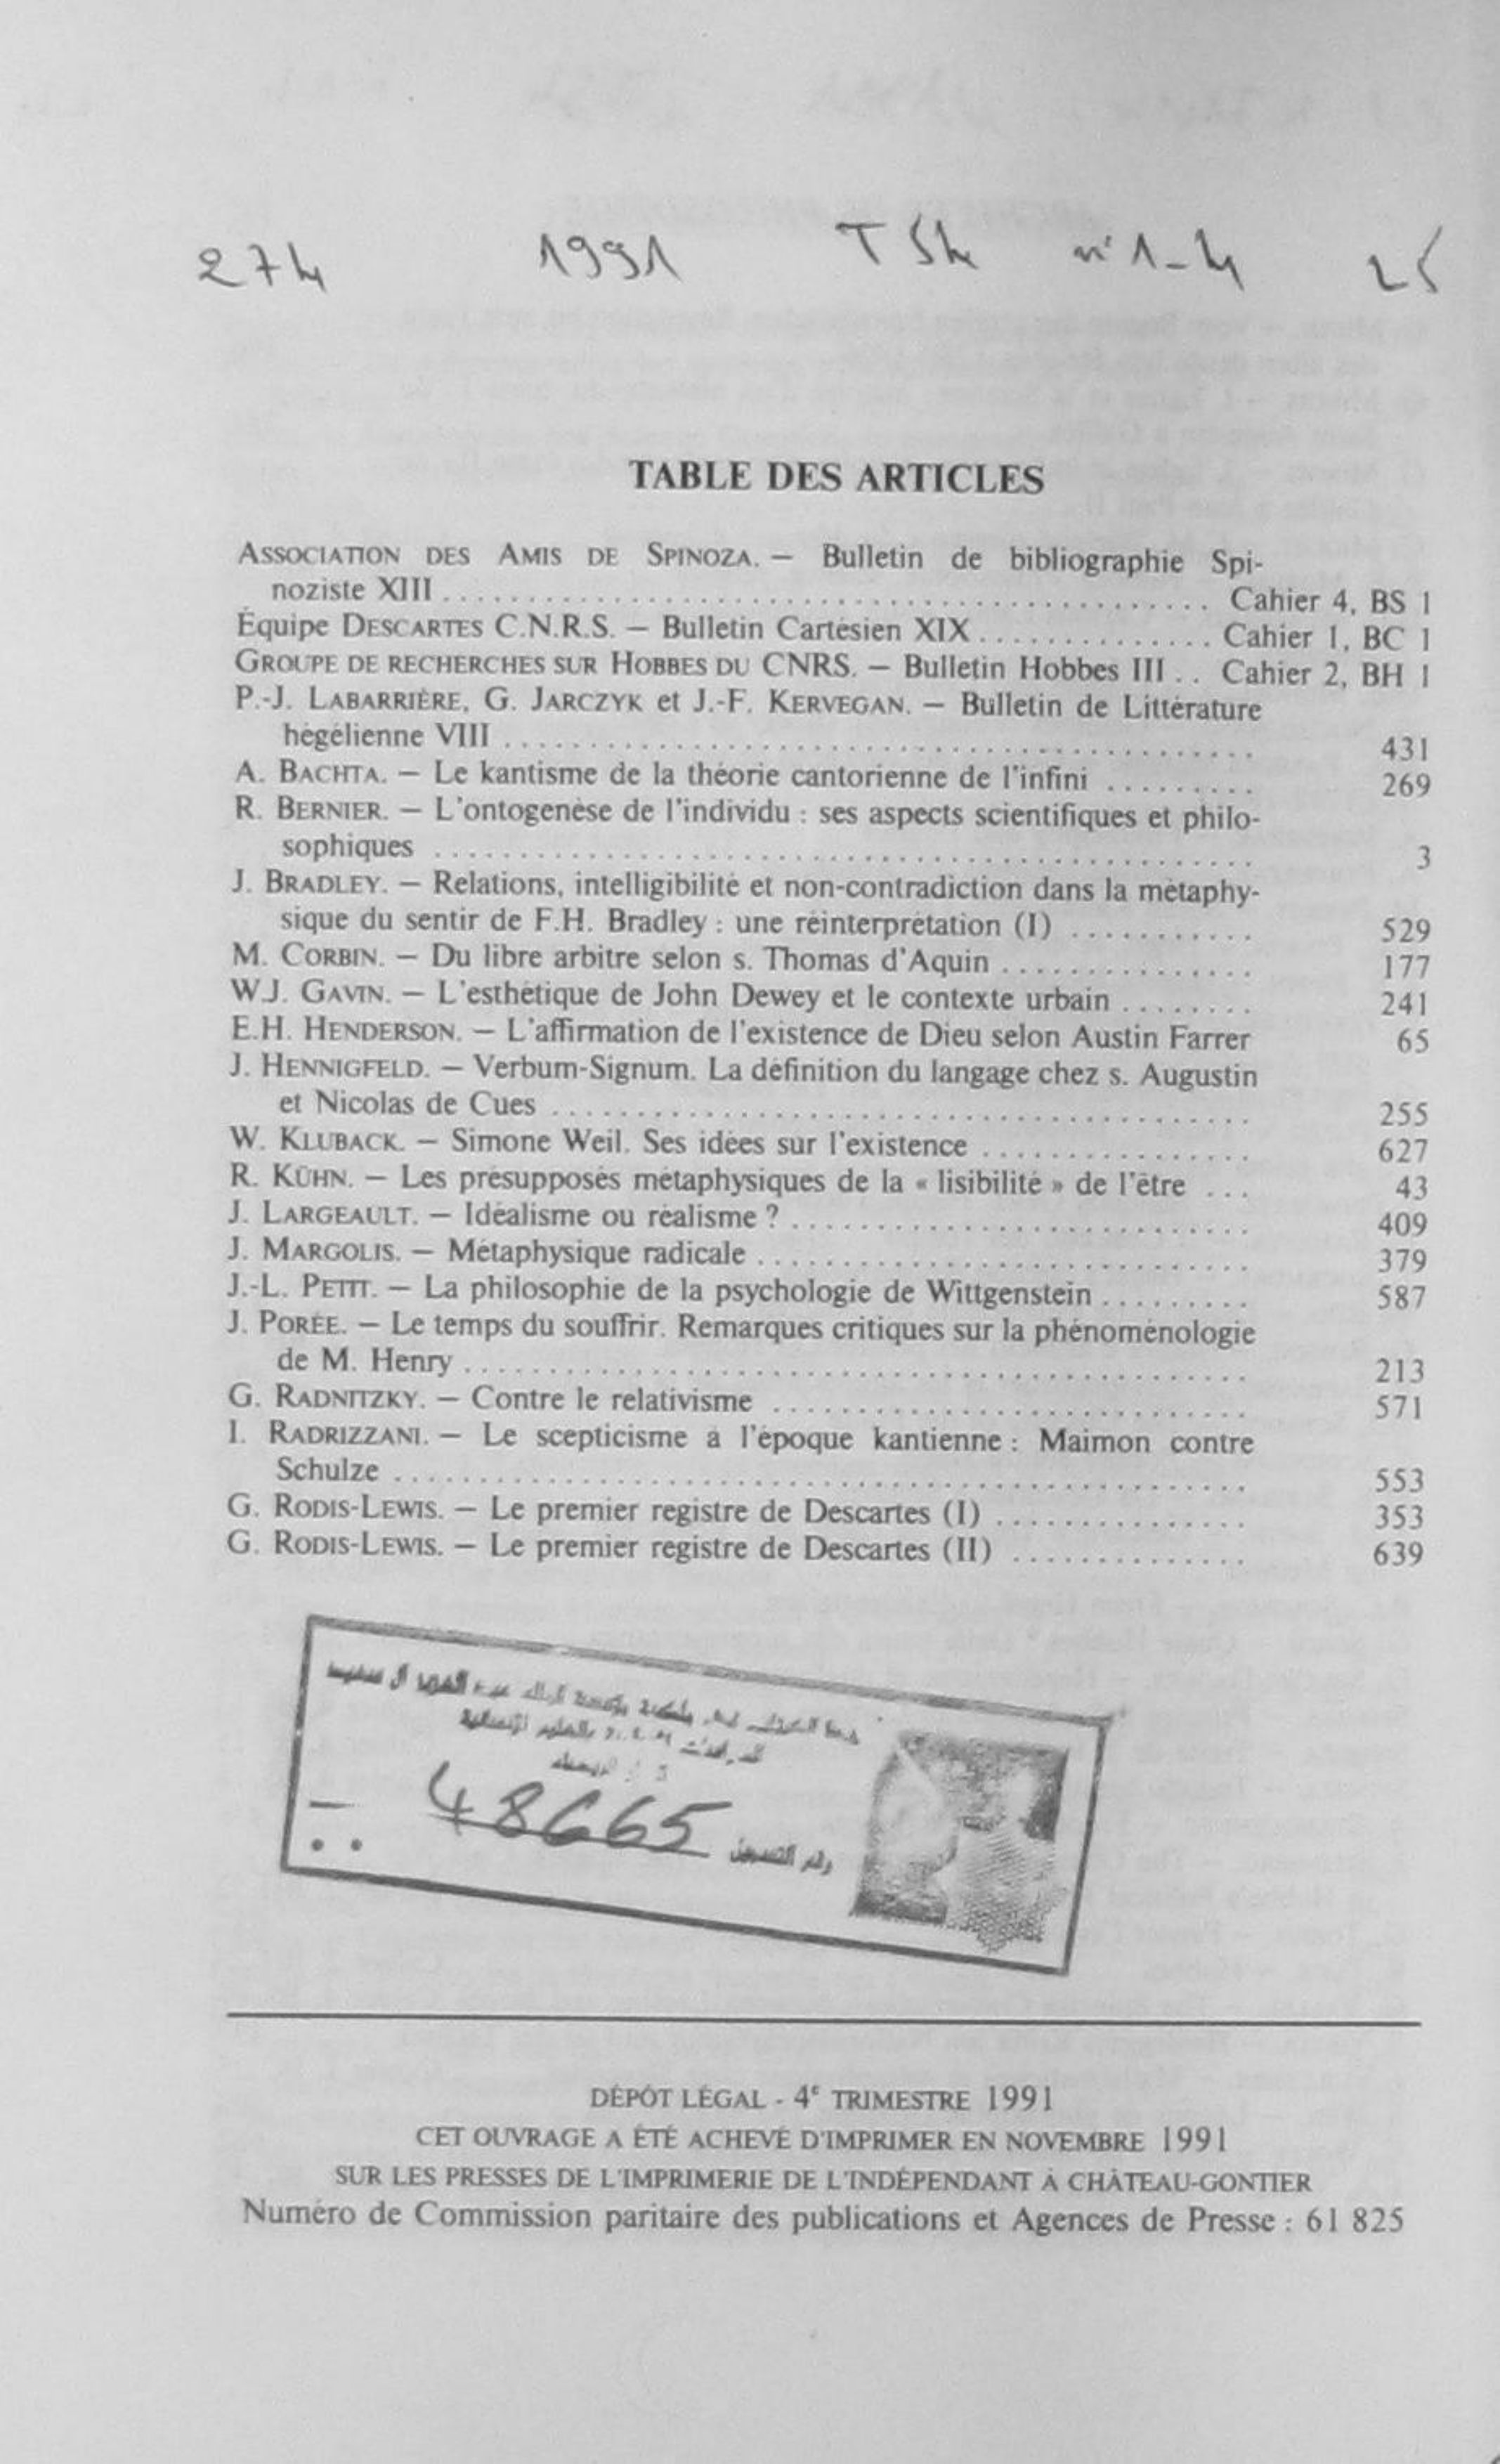 274 1991 T 54 n° 1-4 25
TABLE DES ARTICLES
ASSOCIATION DES AMIS DE SPINOZA. — Bulletin de bibliographie Spi-
noziste XIII ........ Cahier 4, BS 1
Équipe DESCARTES C.N.R.S. — Bulletin Cartésien XIX ........ Cahier 1, BC 1
GROUPE DE RECHERCHES SUR HOBBES DU CNRS. — Bulletin Hobbes III .. Cahier 2, BH 1
P.-J. LABARRIÈRE, G. JARCZYK et J.-F. KERVEGAN. — Bulletin de Littérature
hégélienne VIII ........ 431
A. BACHTA. — Le kantisme de la théorie cantorienne de l'infini ........ 269
R. BERNIER. — L'ontogenèse de l'individu : ses aspects scientifiques et philo-
sophiques ........ 3
J. BRADLEY. — Relations, intelligibilité et non-contradiction dans la métaphy-
sique du sentir de F.H. Bradley : une réinterprétation (I) ........ 529
M. CORBIN. — Du libre arbitre selon s. Thomas d'Aquin ........ 177
W.J. GAVIN. — L'esthétique de John Dewey et le contexte urbain ........ 241
E.H. HENDERSON. — L'affirmation de l'existence de Dieu selon Austin Farrer 65
J. HENNIGFELD. — Verbum-Signum. La définition du langage chez s. Augustin
et Nicolas de Cues ........ 255
W. KLUBACK. — Simone Weil. Ses idées sur l'existence ........ 627
R. KÜHN. — Les présupposés métaphysiques de la « lisibilité » de l'être ... 43
J. LARGEAULT. — Idéalisme ou réalisme ? ........ 409
J. MARGOLIS. — Métaphysique radicale ........ 379
J.-L. PETIT. — La philosophie de la psychologie de Wittgenstein ........ 587
J. PORÉE. — Le temps du souffrir. Remarques critiques sur la phénoménologie
de M. Henry ........ 213
G. RADNITZKY. — Contre le relativisme ........ 571
I. RADRIZZANI. — Le scepticisme à l'époque kantienne : Maimon contre
Schulze ........ 553
G. RODIS-LEWIS. — Le premier registre de Descartes (I) ........ 353
G. RODIS-LEWIS. — Le premier registre de Descartes (II) ........ 639
48665 رقم التسجيل
DÉPÔT LÉGAL - 4e TRIMESTRE 1991
CET OUVRAGE A ÉTÉ ACHEVÉ D'IMPRIMER EN NOVEMBRE 1991
SUR LES PRESSES DE L'IMPRIMERIE DE L'INDÉPENDANT À CHÂTEAU-GONTIER
Numéro de Commission paritaire des publications et Agences de Presse : 61 825